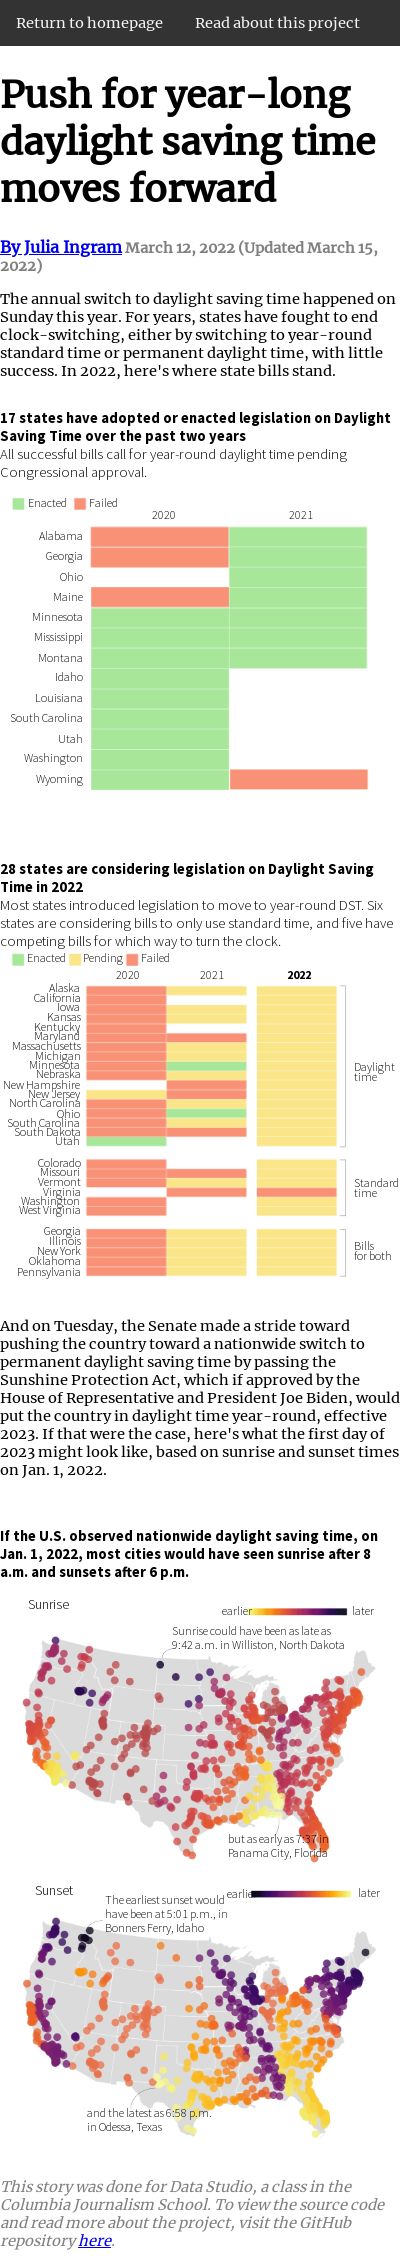 Return to homepage Read about this project
Push for year-long
daylight saving time
moves forward
By Julia Ingram March 12, 2022 (Updated March 15,
2022)
The annual switch to daylight saving time happened on
Sunday this year. For years, states have fought to end
clock-switching, either by switching to year-round
standard time or permanent daylight time, with little
success. In 2022, here's where state bills stand.
17 states have adopted or enacted legislation on Daylight
Saving Time over the past two years
All successful bills call for year-round daylight time pending
Congressional approval.
Enacted Failed
2020 2021
Alabama
Georgia
Ohio
Maine
Minnesota
Mississippi
Montana
Idaho
Louisiana
South Carolina
Utah
Washington
Wyoming
28 states are considering legislation on Daylight Saving
Time in 2022
Most states introduced legislation to move to year-round DST. Six
states are considering bills to only use standard time, and five have
competing bills for which way to turn the clock.
Enacted Pending Failed
2020 2021 2022
Alaska
California
Iowa
Kansas
Kentucky
Maryland
Massachusetts
Michigan
Minnesota
Nebraska
New Hampshire
New Jersey
North Carolina
Ohio
South Carolina
South Dakota
Utah
Daylight
time
Colorado
Missouri
Vermont
Virginia
Washington
West Virginia
Standard
time
Georgia
Illinois
New York
Oklahoma
Pennsylvania
Bills
for both
And on Tuesday, the Senate made a stride toward
pushing the country toward a nationwide switch to
permanent daylight saving time by passing the
Sunshine Protection Act, which if approved by the
House of Representative and President Joe Biden, would
put the country in daylight time year-round, effective
2023. If that were the case, here's what the first day of
2023 might look like, based on sunrise and sunset times
on Jan. 1, 2022.
If the U.S. observed nationwide daylight saving time, on
Jan. 1, 2022, most cities would have seen sunrise after 8
a.m. and sunsets after 6 p.m.
Sunrise
earlier later
Sunrise could have been as late as
9:42 a.m. in Williston, North Dakota
but as early as 7:37 in
Panama City, Florida
Sunset
earlier later
The earliest sunset would
have been at 5:01 p.m., in
Bonners Ferry, Idaho
and the latest as 6:58 p.m.
in Odessa, Texas
This story was done for Data Studio, a class in the
Columbia Journalism School. To view the source code
and read more about the project, visit the GitHub
repository here.